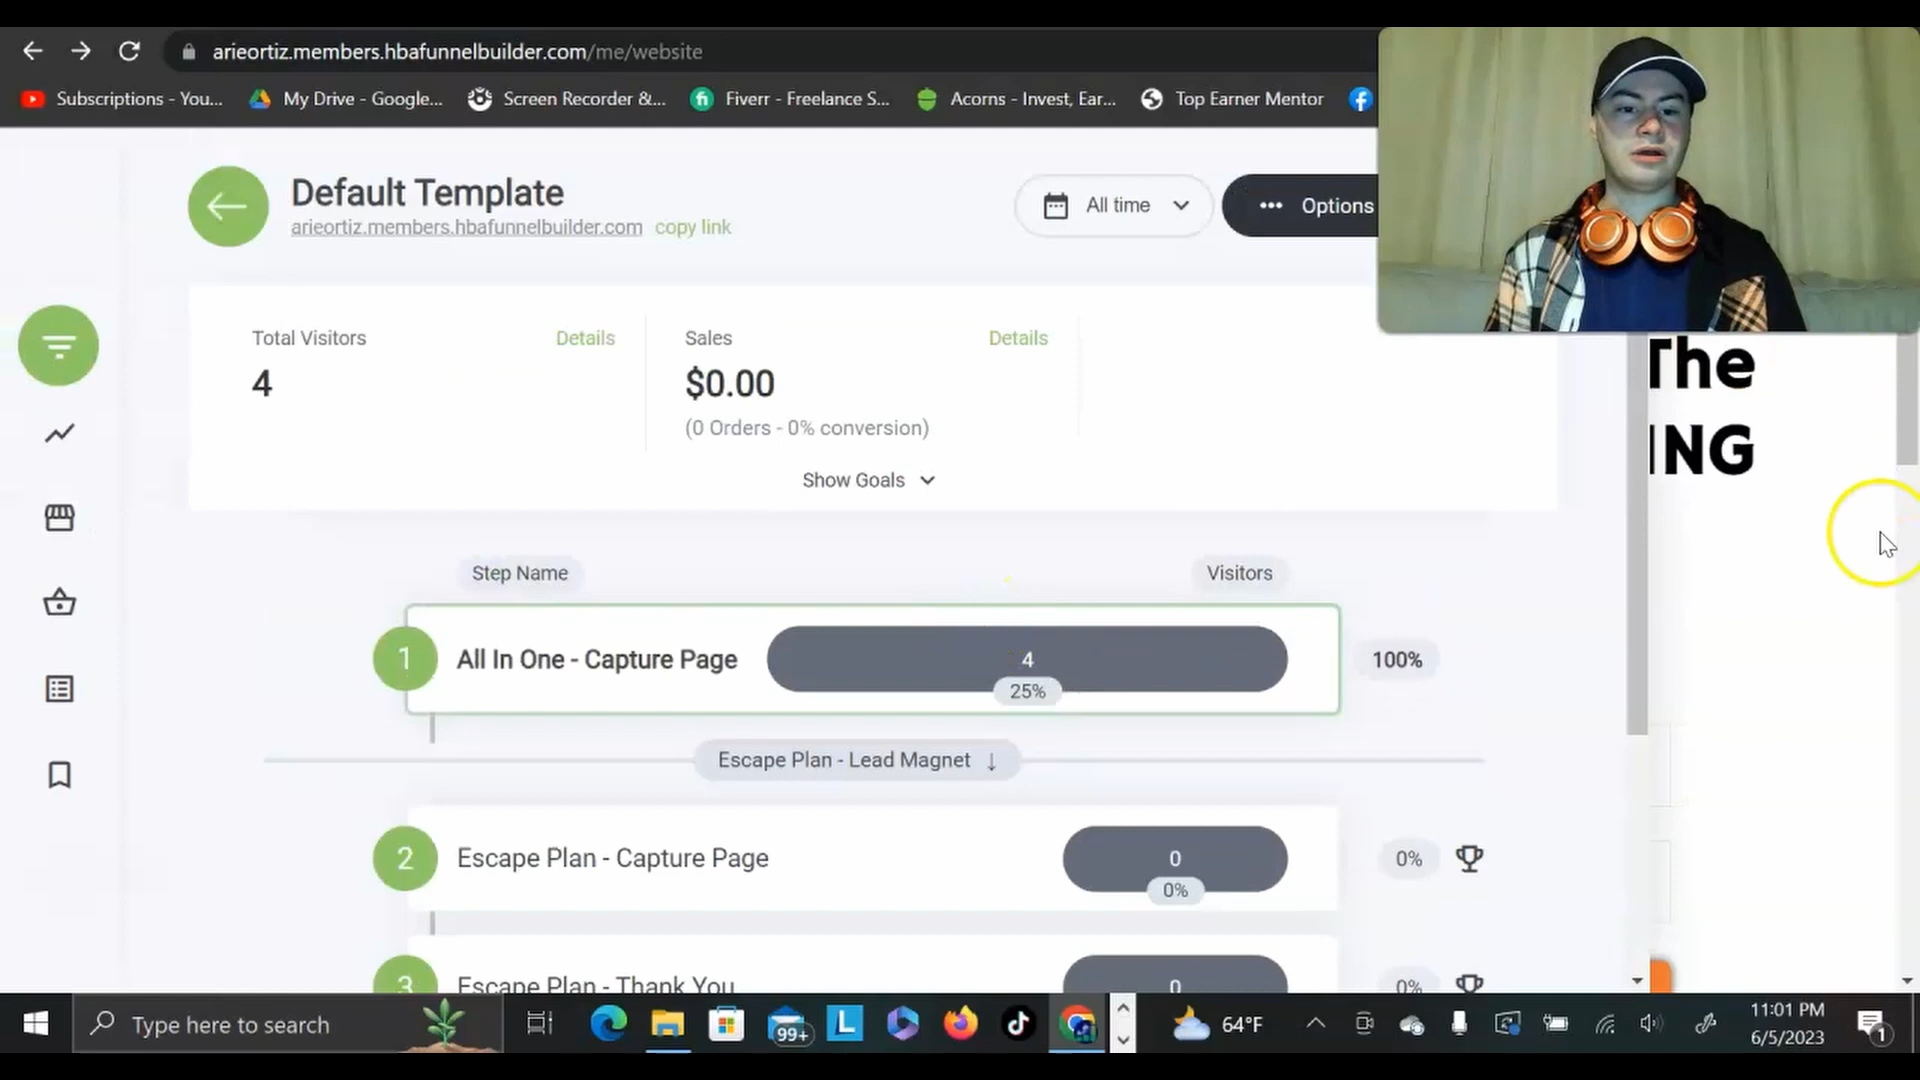 arieortiz.members.hbafunnelbuilder.com/me/website
Subscriptions - You...
My Drive - Google...
Screen Recorder &...
Fiverr - Freelance S...
Acorns - Invest, Ear...
Top Earner Mentor
Default Template
arieortiz.members.hbafunnelbuilder.com copy link
All time
Options
Total Visitors
Details
4
Sales
Details
$0.00
(0 Orders - 0% conversion)
Show Goals
The
ING
Step Name
Visitors
1
All In One - Capture Page
4
25%
100%
Escape Plan - Lead Magnet ↓
2
Escape Plan - Capture Page
0
0%
0%
3
Escape Plan - Thank You
0
0%
Type here to search
99+
L
64°F
11:01 PM
6/5/2023
1